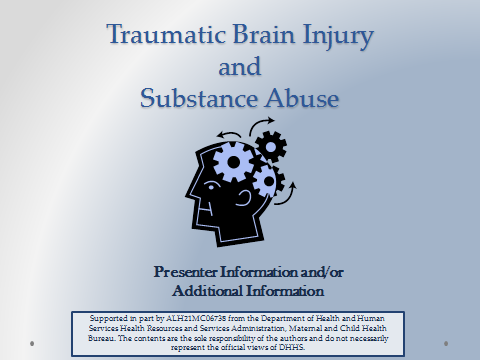 Traumatic Brain Injury
and
Substance Abuse
Presenter Information and/or
Additional Information
Supported in part by ALH21MC06738 from the Department of Health and Human
Services Health Resources and Services Administration, Maternal and Child Health
Bureau. The contents are the sole responsibility of the authors and do not necessarily
represent the official views of DHHS.